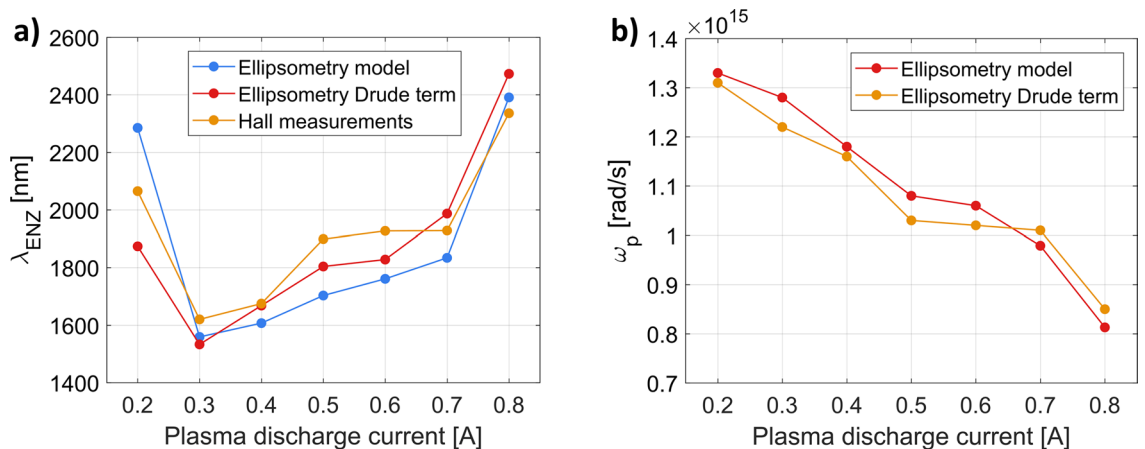 a)
2600
2400
2200
2000
1800
1600
1400
λENZ [nm]
Ellipsometry model
Ellipsometry Drude term
Hall measurements
0.2 0.3 0.4 0.5 0.6 0.7 0.8
Plasma discharge current [A]
b)
×10^15
1.4
1.3
1.2
1.1
1
0.9
0.8
0.7
ωp [rad/s]
Ellipsometry model
Ellipsometry Drude term
0.2 0.3 0.4 0.5 0.6 0.7 0.8
Plasma discharge current [A]